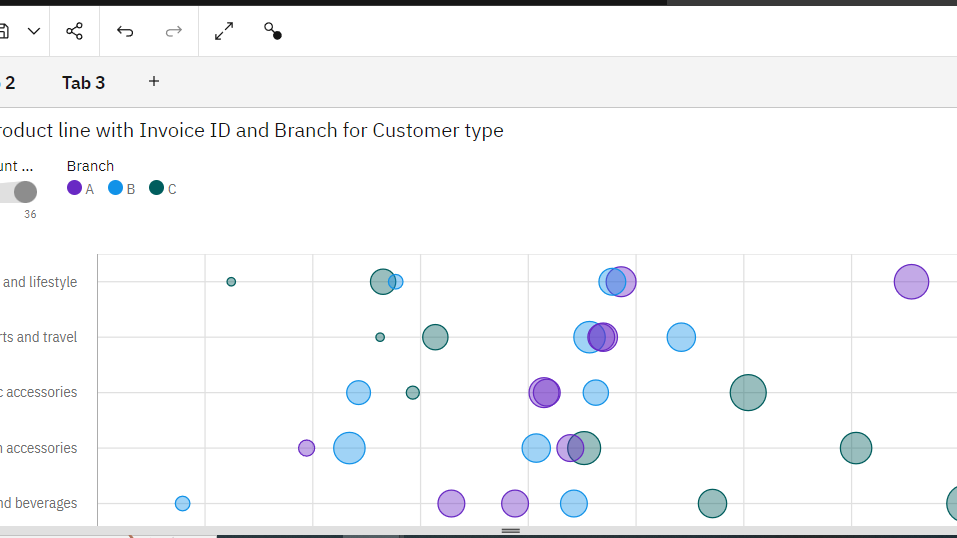 2
Tab 3
+
roduct line with Invoice ID and Branch for Customer type
unt ...
Branch
A
B
C
36
and lifestyle
rts and travel
c accessories
accessories
nd beverages